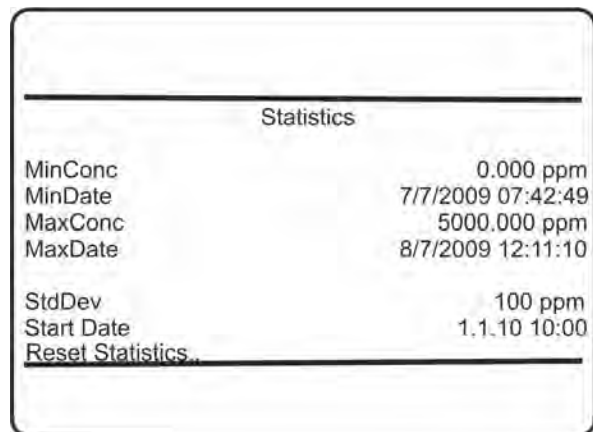 Statistics
MinConc 0.000 ppm
MinDate 7/7/2009 07:42:49
MaxConc 5000.000 ppm
MaxDate 8/7/2009 12:11:10
StdDev 100 ppm
Start Date 1.1.10 10:00
Reset Statistics..